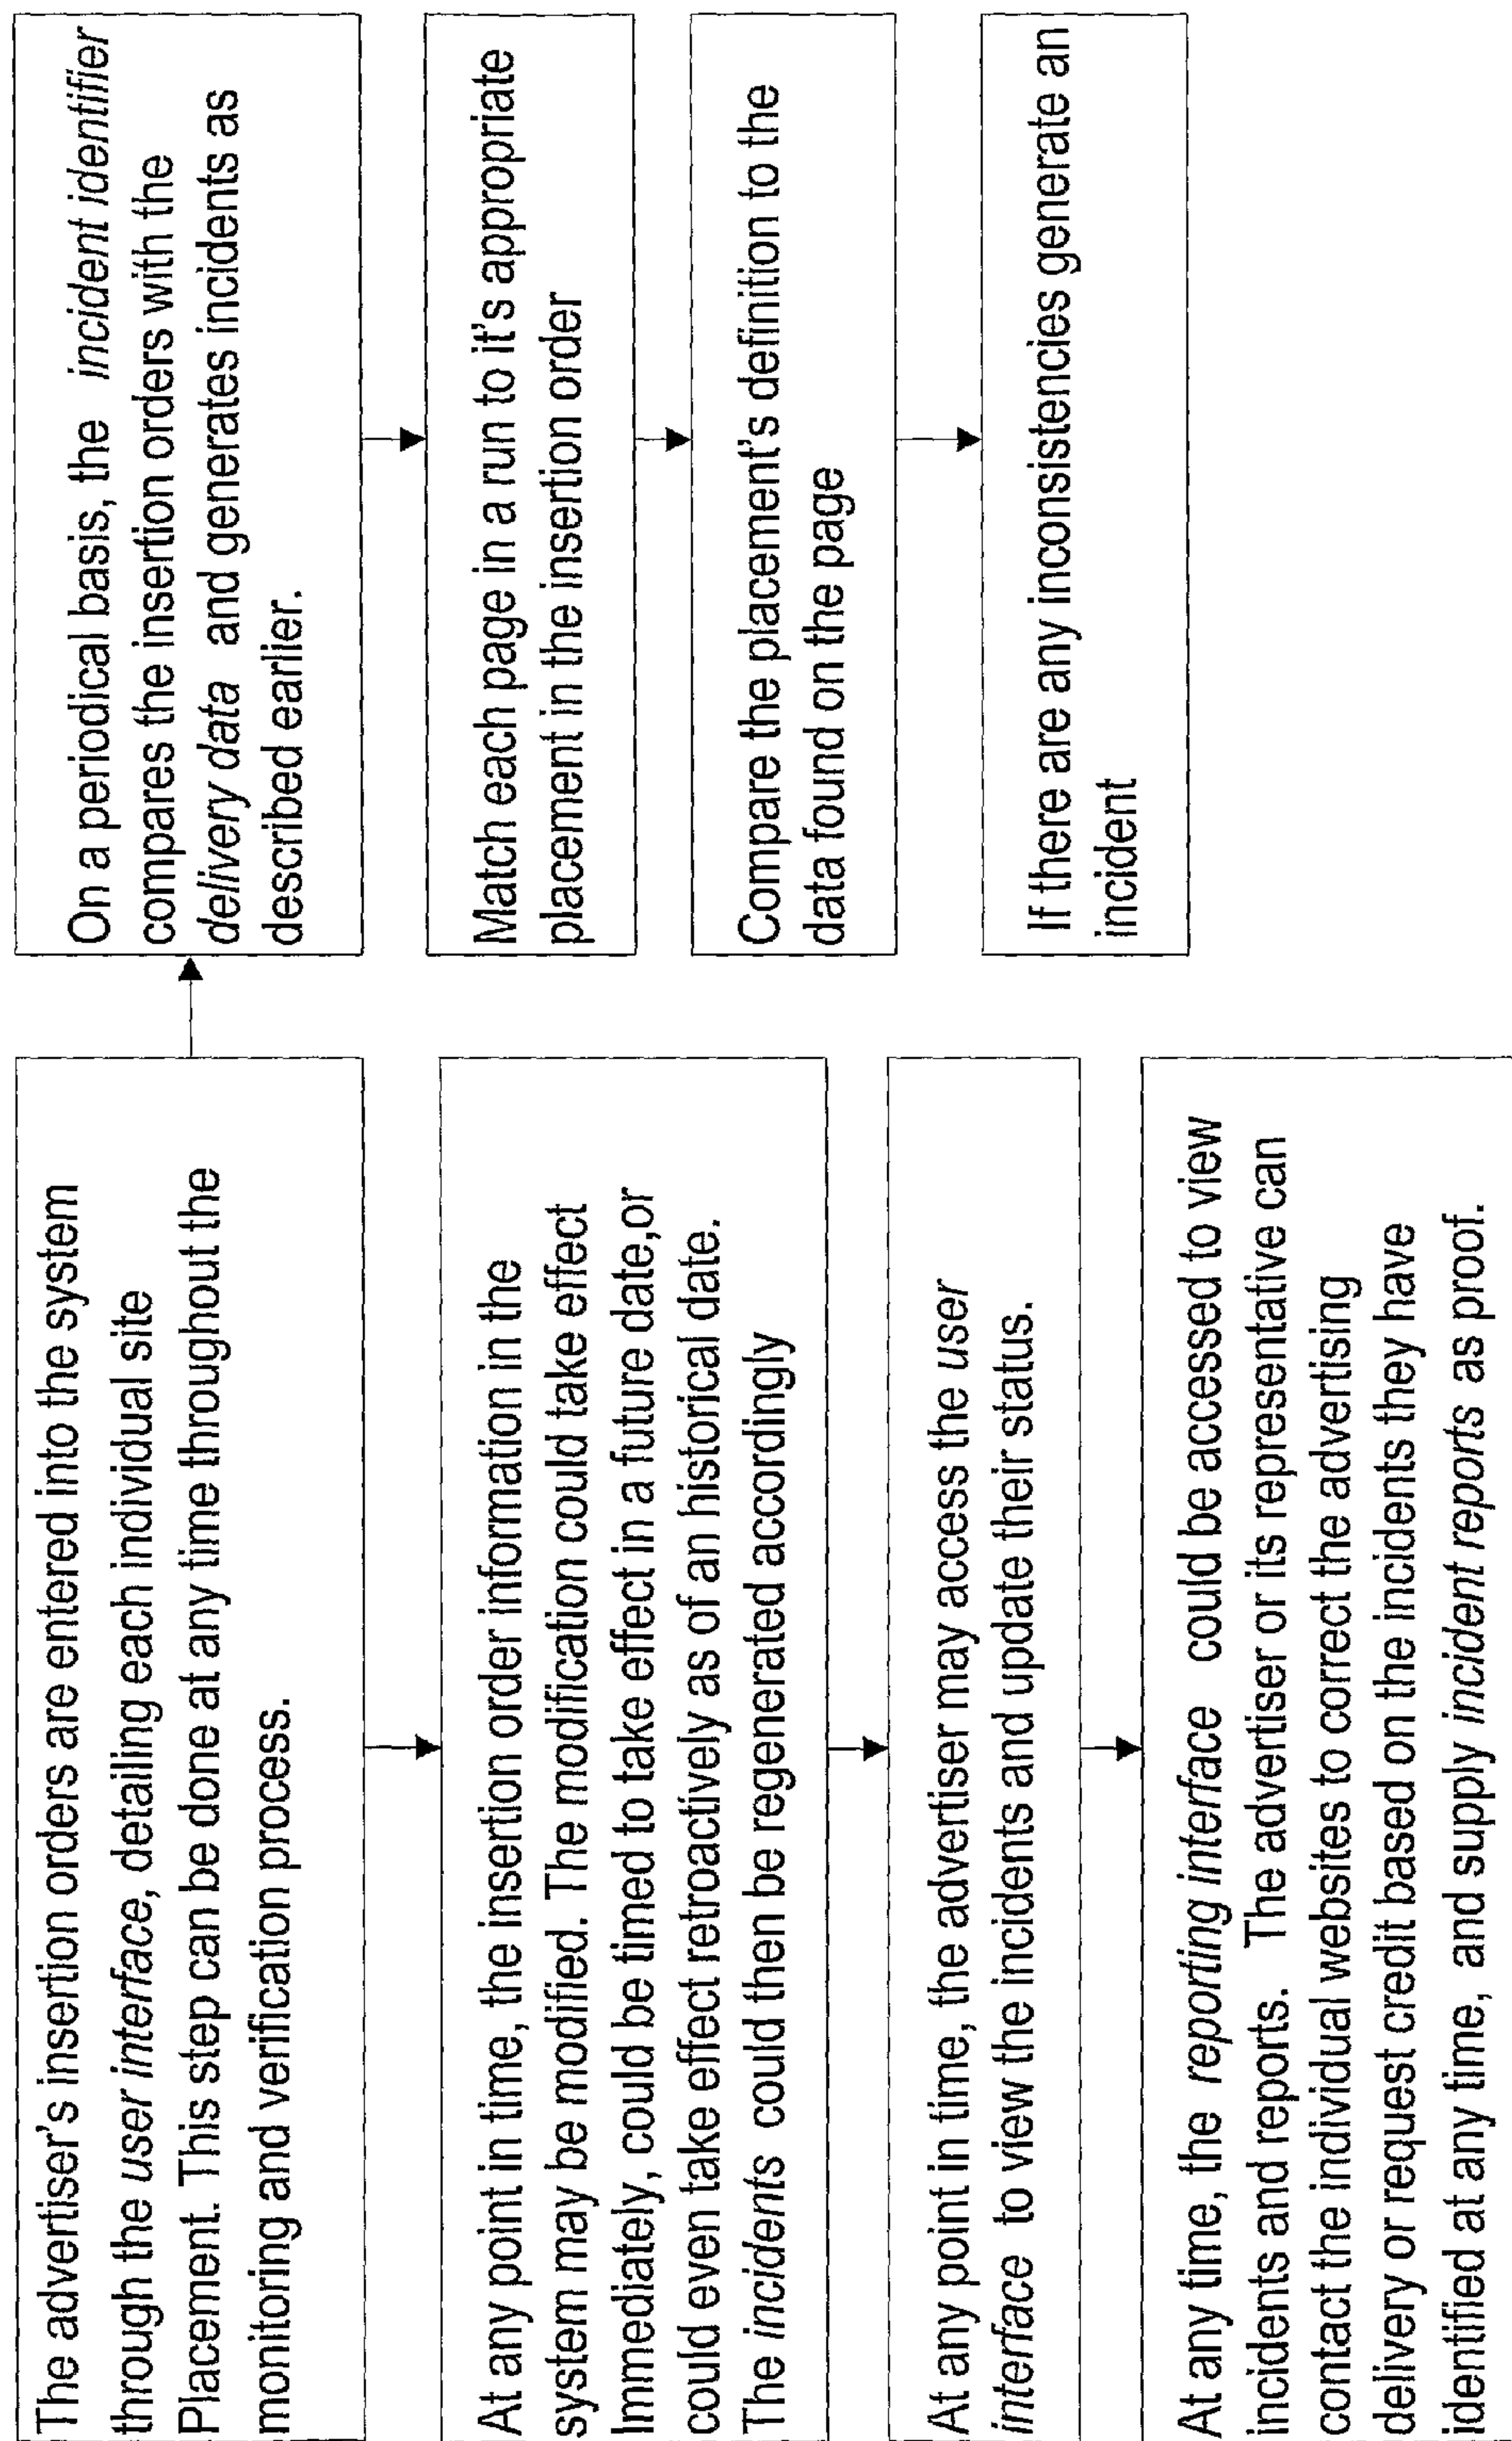 The advertiser's insertion orders are entered into the system
through the user interface, detailing each individual site
Placement. This step can be done at any time throughout the
monitoring and verification process.
At any point in time, the insertion order information in the
system may be modified. The modification could take effect
Immediately, could be timed to take effect in a future date,or
could even take effect retroactively as of an historical date.
The incidents could then be regenerated accordingly
At any point in time, the advertiser may access the user
interface to view the incidents and update their status.
At any time, the reporting interface could be accessed to view
incidents and reports. The advertiser or its representative can
contact the individual websites to correct the advertising
delivery or request credit based on the incidents they have
identified at any time, and supply incident reports as proof.
On a periodical basis, the incident identifier
compares the insertion orders with the
delivery data and generates incidents as
described earlier.
Match each page in a run to it's appropriate
placement in the insertion order
Compare the placement's definition to the
data found on the page
If there are any inconsistencies generate an
incident